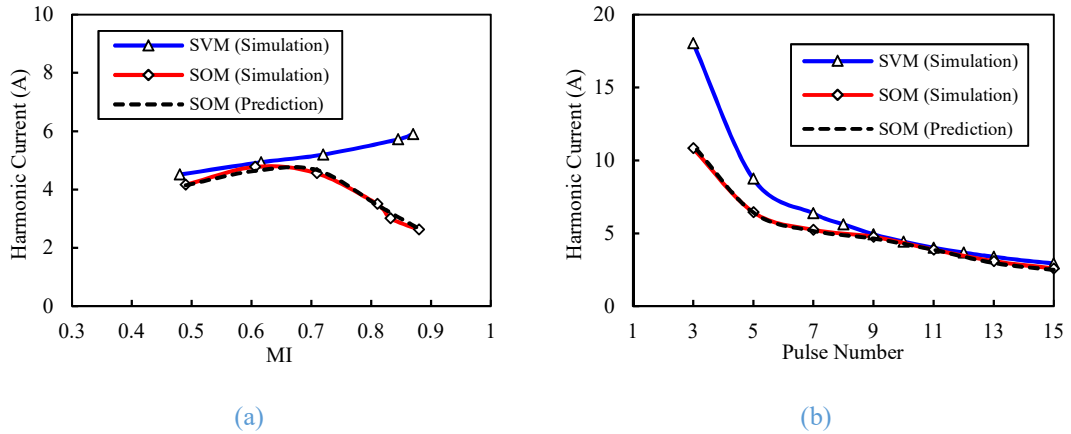 10
8
6
4
2
0
Harmonic Current (A)
SVM (Simulation)
SOM (Simulation)
SOM (Prediction)
0.3 0.4 0.5 0.6 0.7 0.8 0.9 1
MI
(a)
20
15
10
5
0
Harmonic Current (A)
SVM (Simulation)
SOM (Simulation)
SOM (Prediction)
1 3 5 7 9 11 13 15
Pulse Number
(b)